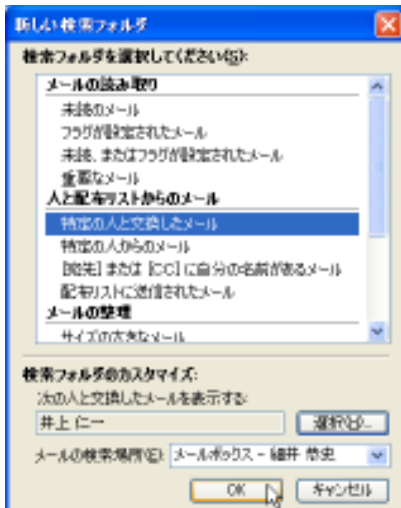 新しい検索フォルダ
検索フォルダを選択してください(S):
メールの読み取り
未読のメール
フラグが設定されたメール
未読、またはフラグが設定されたメール
重要なメール
人と配布リストからのメール
特定の人と交換したメール
特定の人からのメール
[宛先] または [CC] に自分の名前があるメール
配布リストに送信されたメール
メールの整理
サイズの大きなメール
検索フォルダのカスタマイズ:
次の人と交換したメールを表示する:
井上 仁一 選択(H)...
メールの検索場所(E): メールボックス - 細井 恭史
OK キャンセル